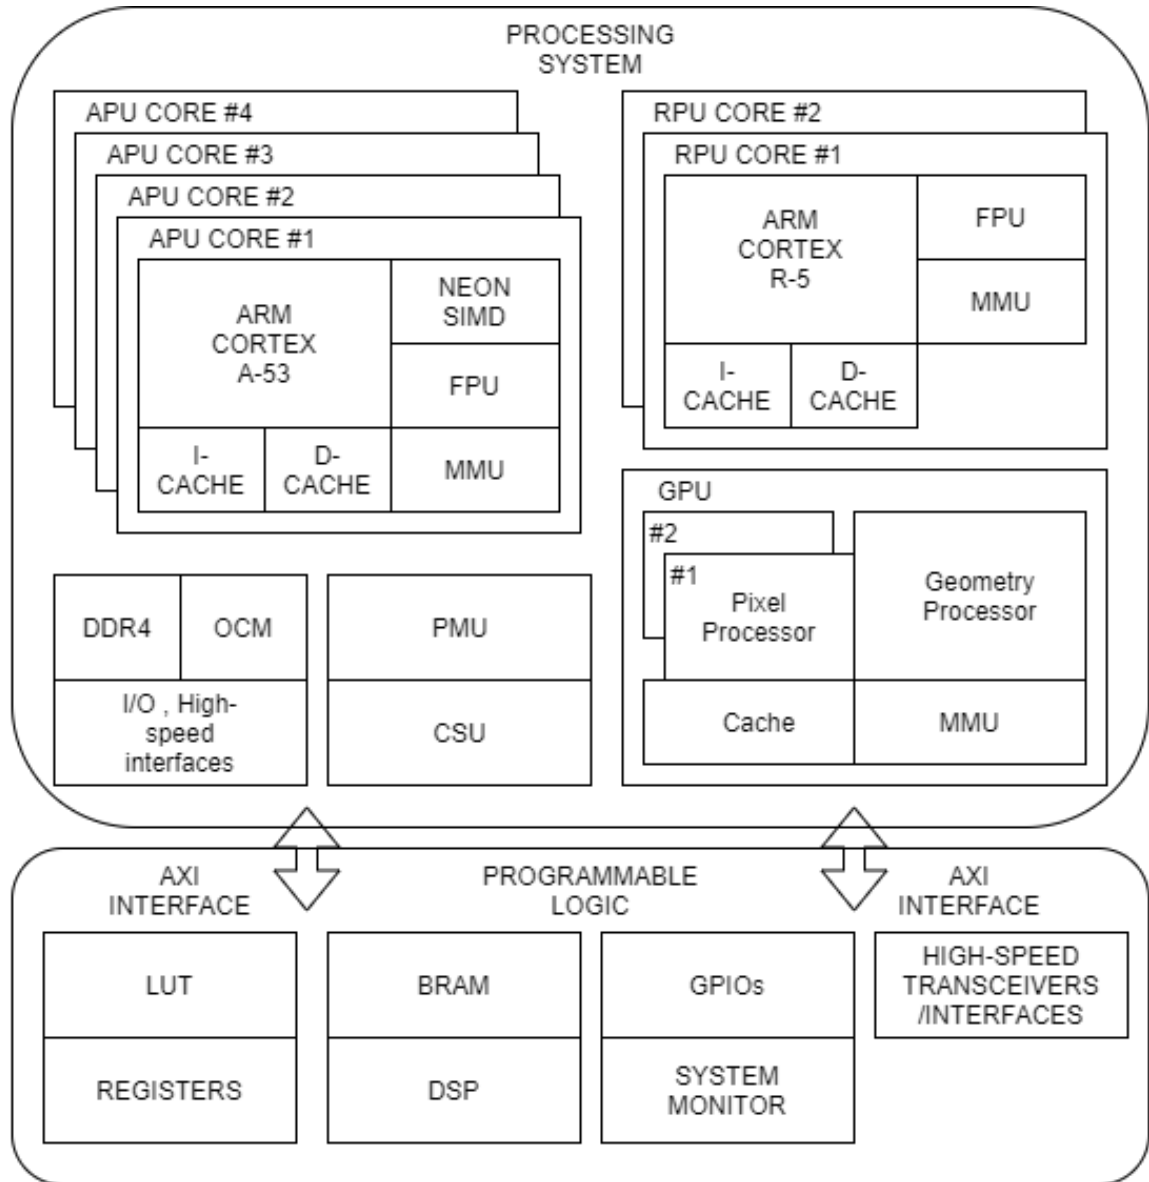 PROCESSING
SYSTEM
APU CORE #4
APU CORE #3
APU CORE #2
APU CORE #1
ARM
CORTEX
A-53
NEON
SIMD
FPU
I-
CACHE
D-
CACHE
MMU
RPU CORE #2
RPU CORE #1
ARM
CORTEX
R-5
FPU
MMU
I-
CACHE
D-
CACHE
GPU
#2
#1
Pixel
Processor
Geometry
Processor
Cache
MMU
DDR4
OCM
I/O , High-
speed
interfaces
PMU
CSU
AXI
INTERFACE
PROGRAMMABLE
LOGIC
AXI
INTERFACE
LUT
REGISTERS
BRAM
DSP
GPIOs
SYSTEM
MONITOR
HIGH-SPEED
TRANSCEIVERS
/INTERFACES